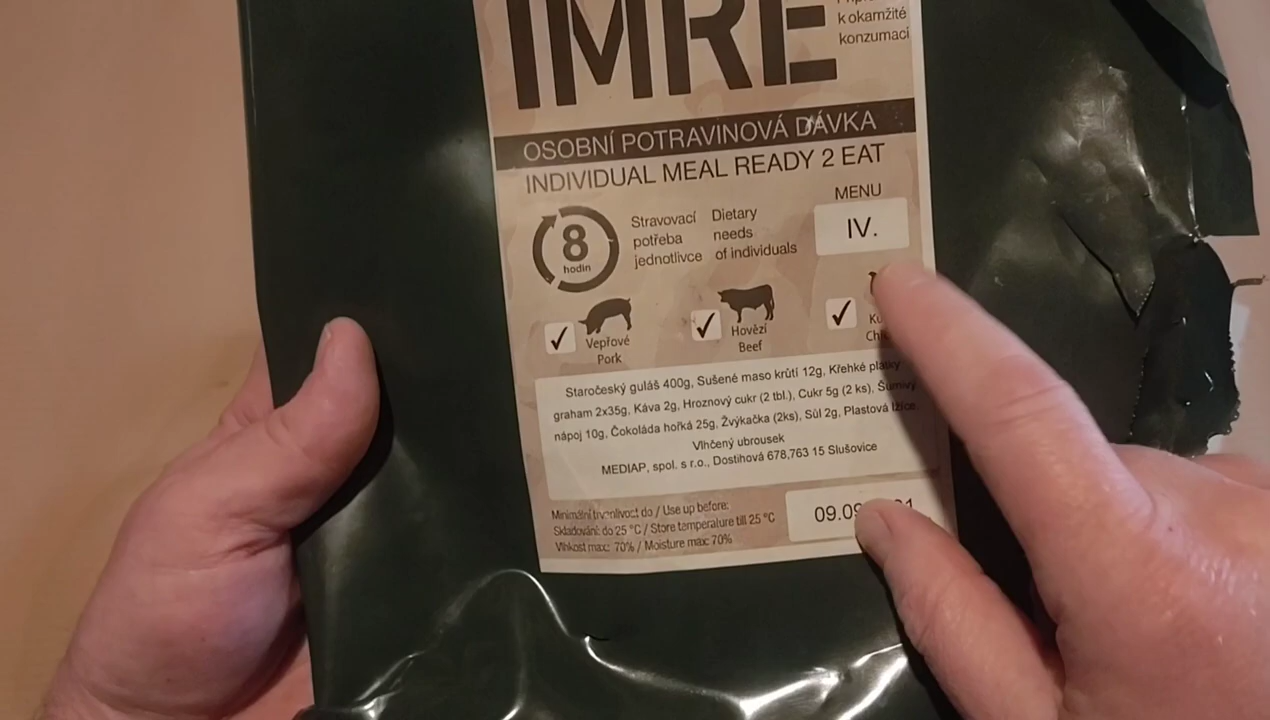 IMRE
k okamžité
konzumaci
OSOBNÍ POTRAVINOVÁ DÁVKA
INDIVIDUAL MEAL READY 2 EAT
MENU
IV.
8
hodin
Stravovací
potřeba
jednotlivce
Dietary
needs
of individuals
Vepřové
Pork
Hovězí
Beef
Staročeský guláš 400g, Sušené maso krůtí 12g, Křehké plátky
graham 2x35g, Káva 2g, Hroznový cukr (2 tbl.), Cukr 5g (2 ks), Šumivý
nápoj 10g, Čokoláda hořká 25g, Žvýkačka (2ks), Sůl 2g, Plastová lžíce,
Vlhčený ubrousek
MEDIAP, spol. s r.o., Dostihová 678,763 15 Slušovice
Minimální trvanlivost do / Use up before:
Skladování: do 25 °C / Store temperature till 25 °C
Vlhkost max: 70% / Moisture max: 70%